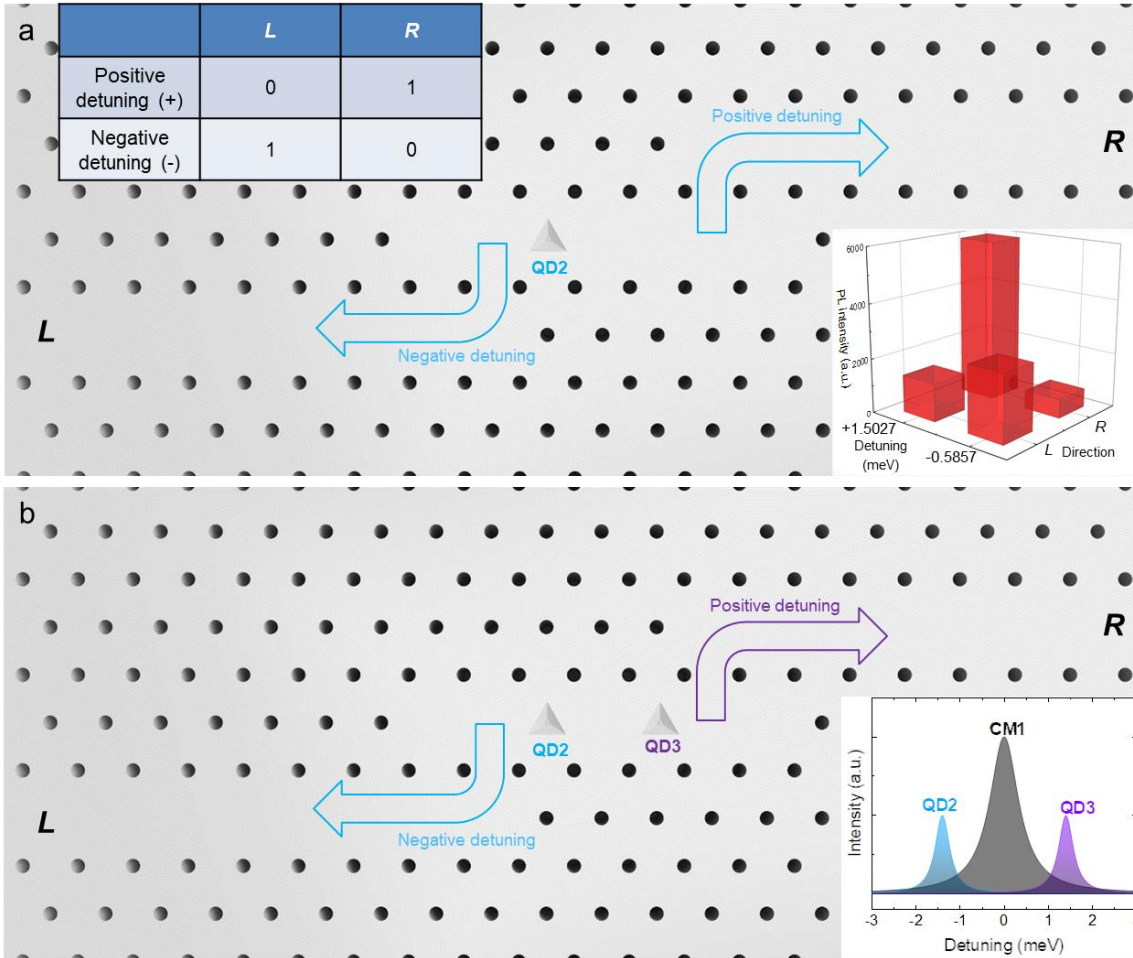 a
L R
Positive detuning (+) 0 1
Negative detuning (-) 1 0
Positive detuning
R
QD2
L
Negative detuning
6000
4000
2000
0
PL intensity (a.u.)
+1.5027
Detuning (meV)
-0.5857
L
R
Direction
b
Positive detuning
R
QD2
QD3
L
Negative detuning
CM1
QD2
QD3
Intensity (a.u.)
-3 -2 -1 0 1 2
Detuning (meV)